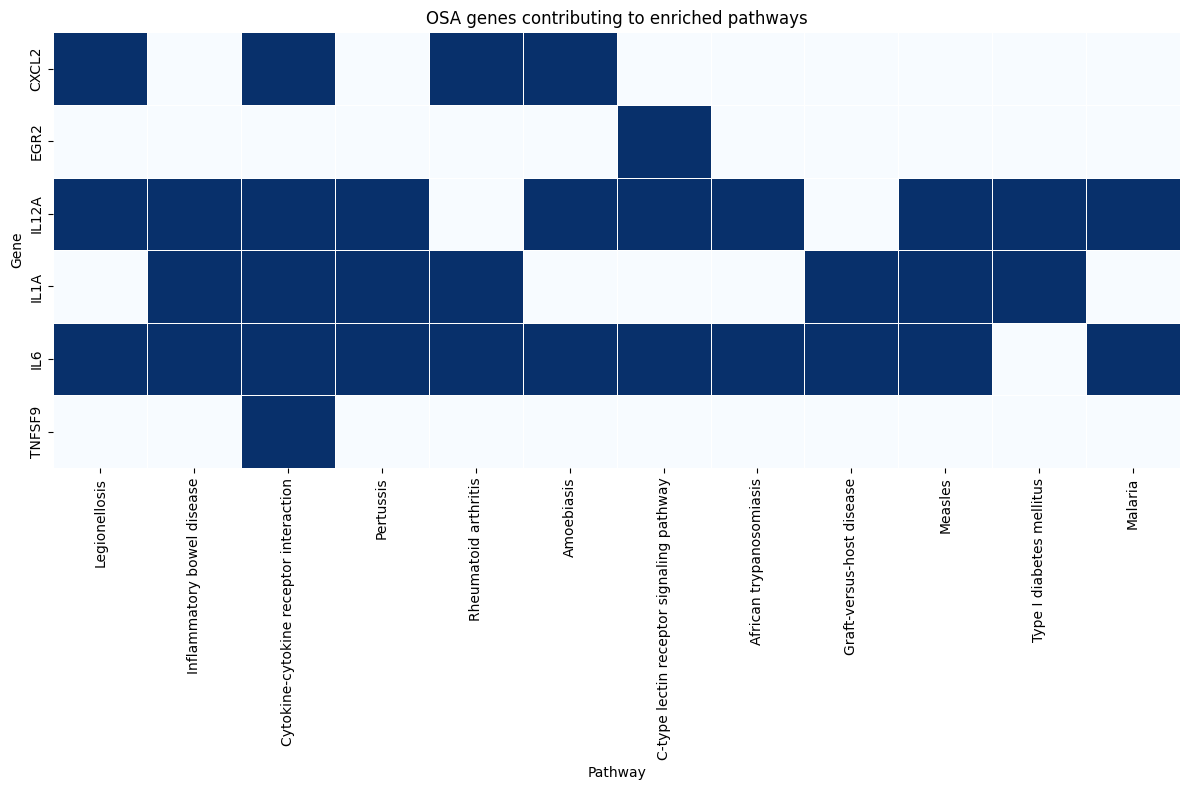 OSA genes contributing to enriched pathways
Gene
CXCL2
EGR2
IL12A
IL1A
IL6
TNFSF9
Legionellosis
Inflammatory bowel disease
Cytokine-cytokine receptor interaction
Pertussis
Rheumatoid arthritis
Amoebiasis
C-type lectin receptor signaling pathway
African trypanosomiasis
Graft-versus-host disease
Measles
Type I diabetes mellitus
Malaria
Pathway